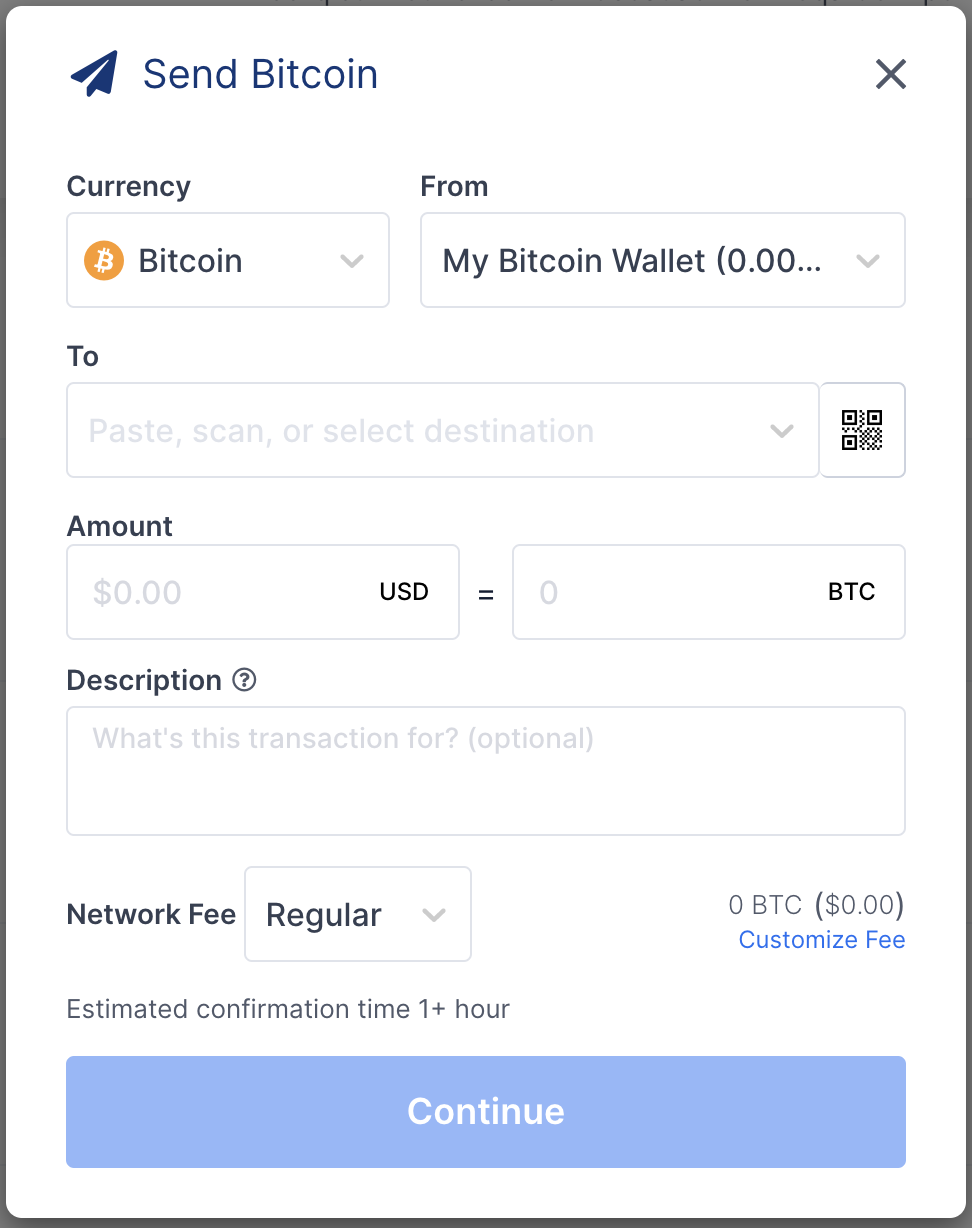 Send Bitcoin
Currency
From
Bitcoin
My Bitcoin Wallet (0.00...
To
Paste, scan, or select destination
Amount
$0.00 USD = 0 BTC
Description ?
What's this transaction for? (optional)
Network Fee Regular
0 BTC ($0.00)
Customize Fee
Estimated confirmation time 1+ hour
Continue